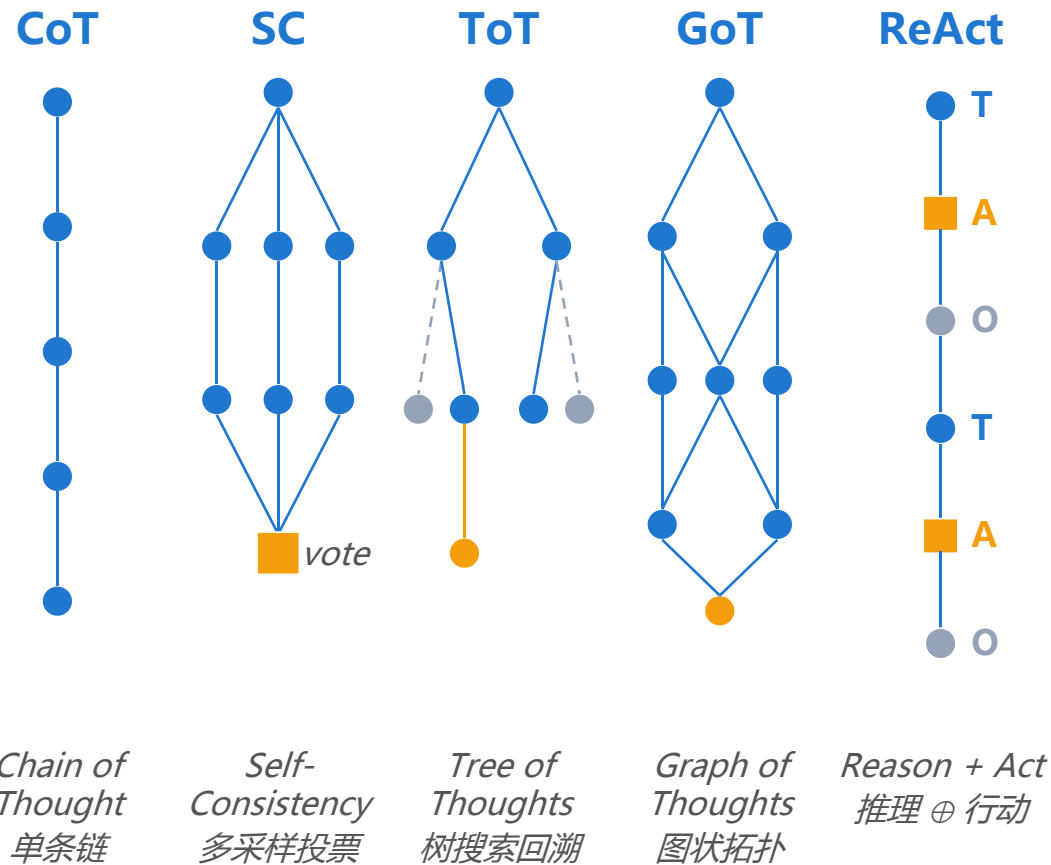 CoT
SC
ToT
GoT
ReAct
T
A
O
T
A
O
vote
Chain of
Thought
单条链
Self-
Consistency
多采样投票
Tree of
Thoughts
树搜索回溯
Graph of
Thoughts
图状拓扑
Reason + Act
推理 ⊕ 行动